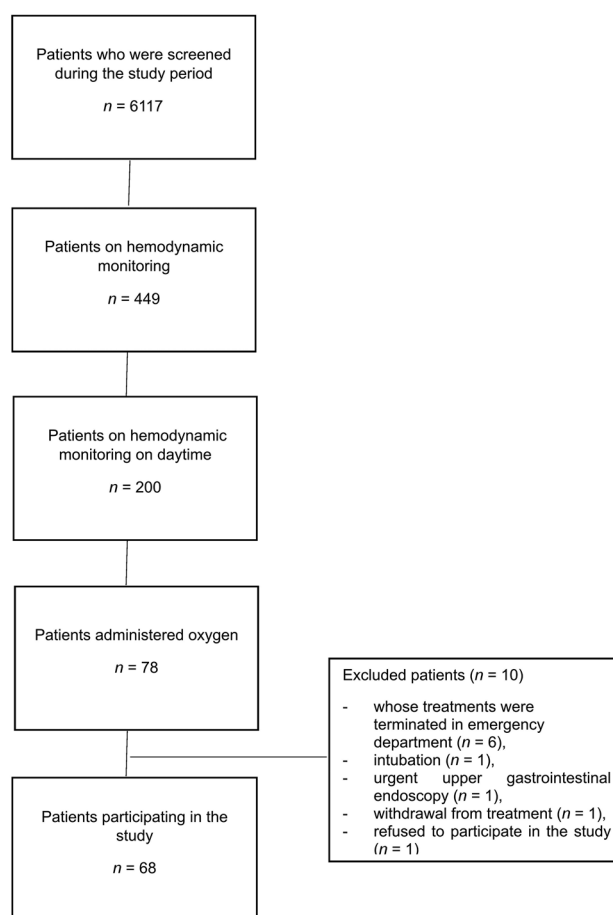 Patients who were screened
during the study period
n = 6117
Patients on hemodynamic
monitoring
n = 449
Patients on hemodynamic
monitoring on daytime
n = 200
Patients administered oxygen
n = 78
Excluded patients (n = 10)
- whose treatments were
terminated in emergency
department (n = 6),
- intubation (n = 1),
- urgent upper gastrointestinal
endoscopy (n = 1),
- withdrawal from treatment (n = 1),
- refused to participate in the study
(n = 1)
Patients participating in the
study
n = 68